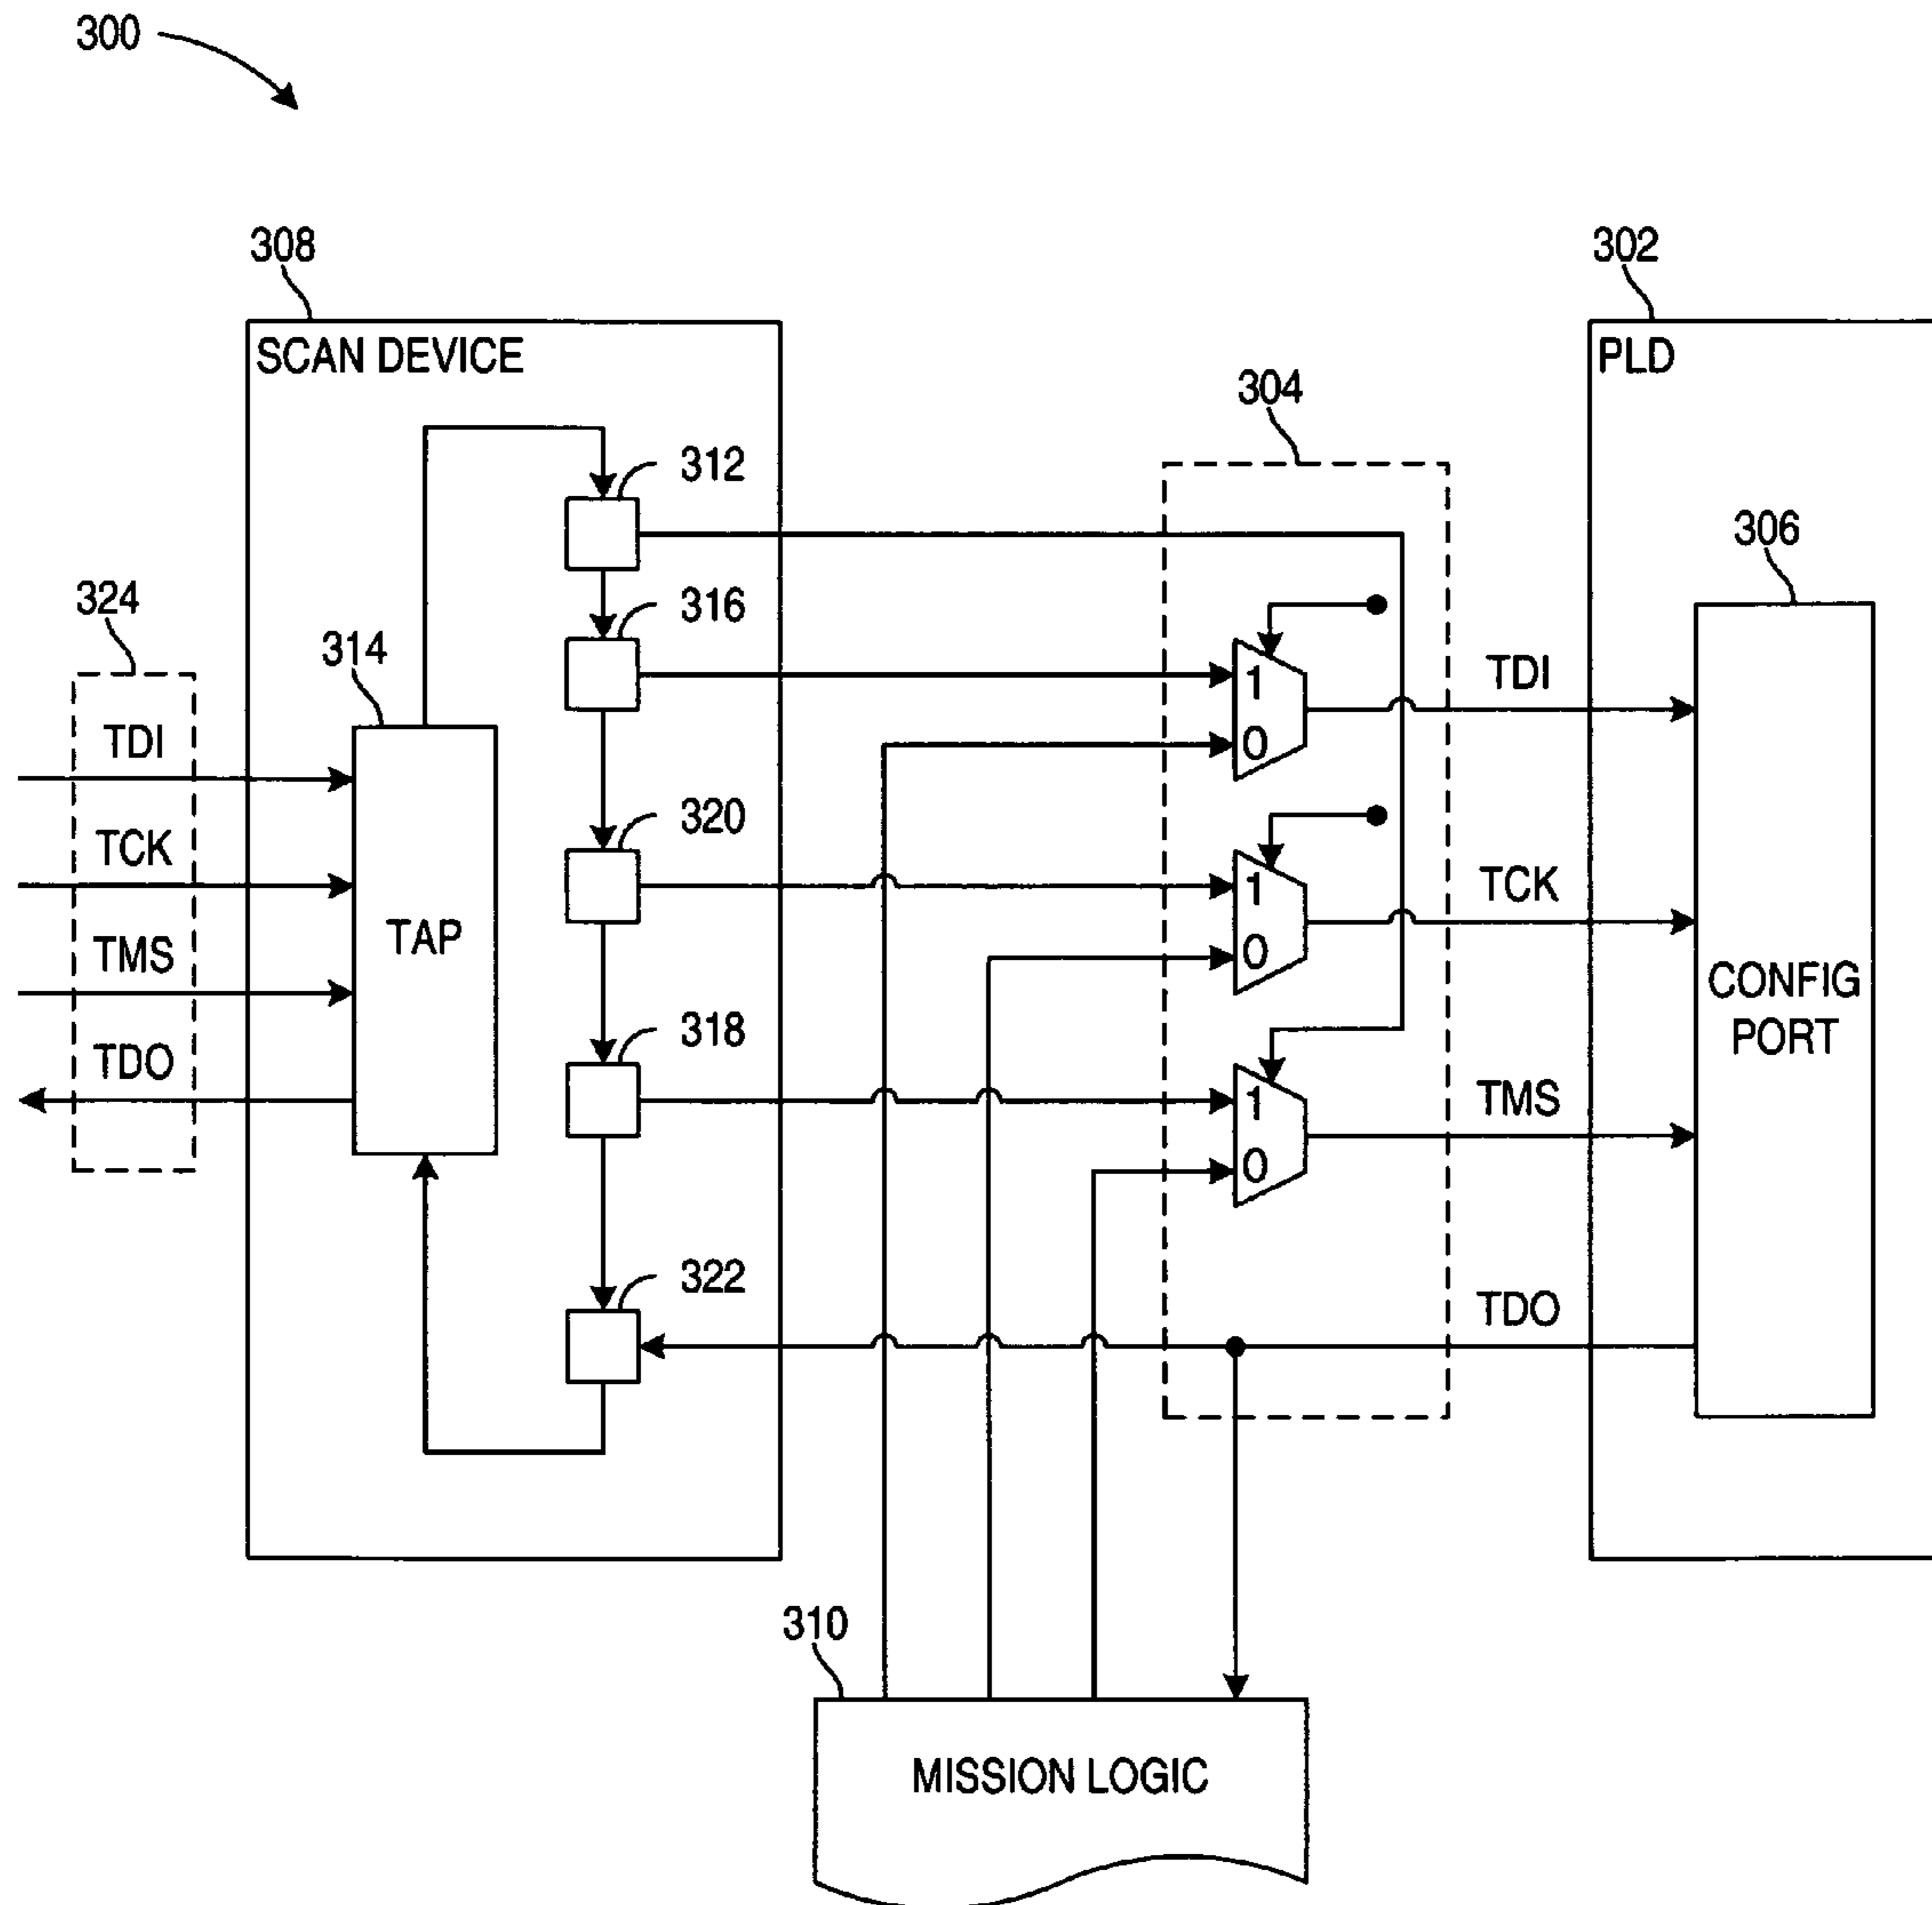 300
308
302
SCAN DEVICE
PLD
304
312
306
324
316
314
TDI
1
TDI
0
320
TCK
TCK
1
TAP
TMS
0
CONFIG
PORT
318
TDO
TMS
1
0
322
TDO
310
MISSION LOGIC